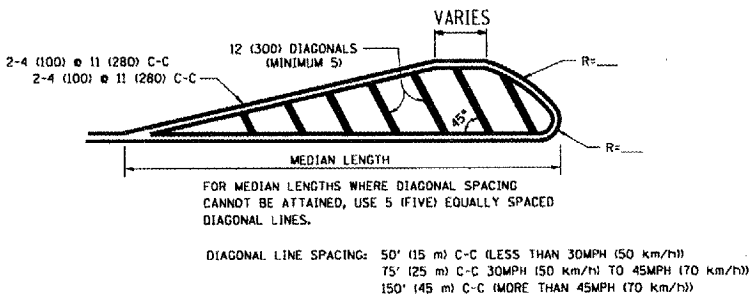 VARIES
12 (300) DIAGONALS
(MINIMUM 5)
2-4 (100) @ 11 (280) C-C
2-4 (100) @ 11 (280) C-C
R=___
45°
R=___
MEDIAN LENGTH
FOR MEDIAN LENGTHS WHERE DIAGONAL SPACING
CANNOT BE ATTAINED, USE 5 (FIVE) EQUALLY SPACED
DIAGONAL LINES.
DIAGONAL LINE SPACING: 50' (15 m) C-C (LESS THAN 30MPH (50 km/h))
75' (25 m) C-C 30MPH (50 km/h) TO 45MPH (70 km/h))
150' (45 m) C-C (MORE THAN 45MPH (70 km/h))